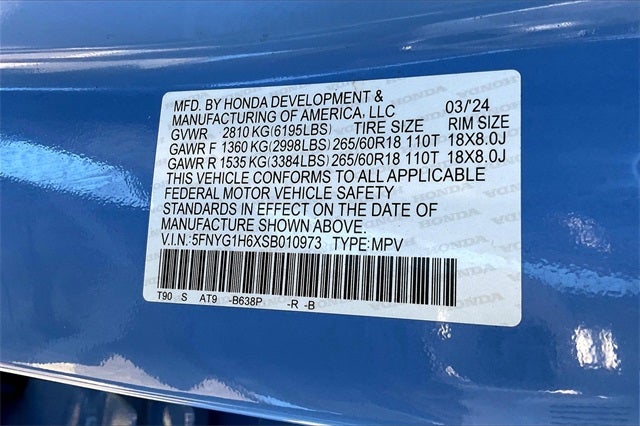 MFD. BY HONDA DEVELOPMENT & 03/'24
MANUFACTURING OF AMERICA, LLC
GVWR 2810 KG(6195LBS) TIRE SIZE RIM SIZE
GAWR F 1360 KG(2998LBS) 265/60R18 110T 18X8.0J
GAWR R 1535 KG(3384LBS) 265/60R18 110T 18X8.0J
THIS VEHICLE CONFORMS TO ALL APPLICABLE
FEDERAL MOTOR VEHICLE SAFETY
STANDARDS IN EFFECT ON THE DATE OF
MANUFACTURE SHOWN ABOVE.
V.I.N.: 5FNYG1H6XSB010973 TYPE: MPV
T90 S AT9 -B638P -R -B